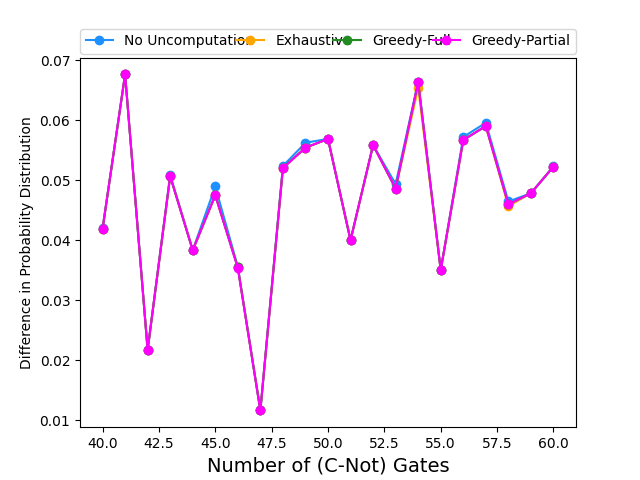 No Uncomputation Exhaustive Greedy-Full Greedy-Partial
0.07
0.06
0.05
0.04
0.03
0.02
0.01
Difference in Probability Distribution
40.0 42.5 45.0 47.5 50.0 52.5 55.0 57.5 60.0
Number of (C-Not) Gates